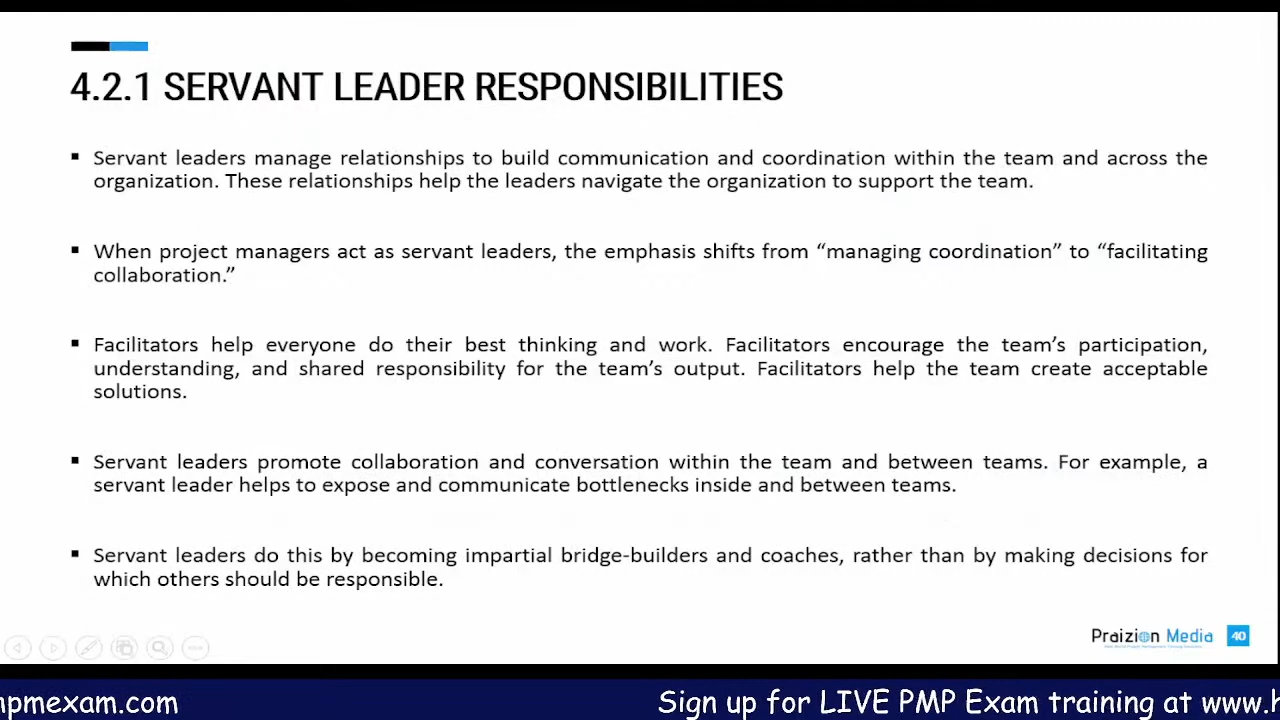 4.2.1 SERVANT LEADER RESPONSIBILITIES
▪ Servant leaders manage relationships to build communication and coordination within the team and across the
organization. These relationships help the leaders navigate the organization to support the team.
▪ When project managers act as servant leaders, the emphasis shifts from “managing coordination” to “facilitating
collaboration.”
▪ Facilitators help everyone do their best thinking and work. Facilitators encourage the team’s participation,
understanding, and shared responsibility for the team’s output. Facilitators help the team create acceptable
solutions.
▪ Servant leaders promote collaboration and conversation within the team and between teams. For example, a
servant leader helps to expose and communicate bottlenecks inside and between teams.
▪ Servant leaders do this by becoming impartial bridge-builders and coaches, rather than by making decisions for
which others should be responsible.
Praizion Media 40
npmexam.com Sign up for LIVE PMP Exam training at www.h